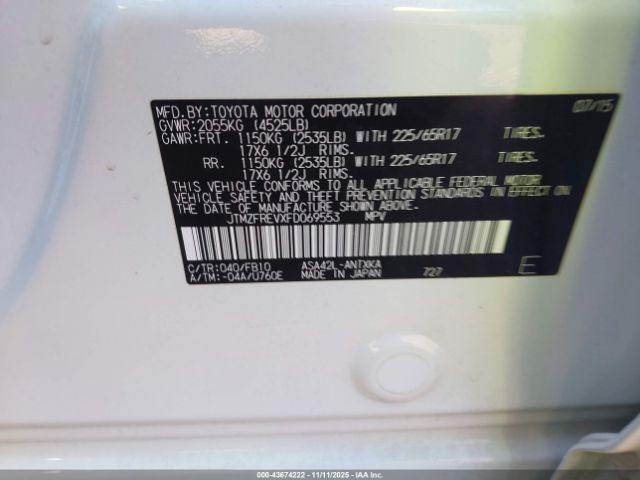 MFD.BY:TOYOTA MOTOR CORPORATION 07/15
GVWR:2055KG (4525LB)
GAWR:FRT. 1150KG (2535LB) WITH 225/65R17 TIRES.
17X6 1/2J RIMS.
RR. 1150KG (2535LB) WITH 225/65R17 TIRES.
17X6 1/2J RIMS.
THIS VEHICLE CONFORMS TO ALL APPLICABLE FEDERAL MOTOR
VEHICLE SAFETY, BUMPER, AND THEFT PREVENTION STANDARDS
IN EFFECT ON THE DATE OF MANUFACTURE SHOWN ABOVE.
JTMZFREVXFD069553 MPV
C/TR:040/FB10 ASA42L-ANTXKA
A/TM:-04A/U760E MADE IN JAPAN 727 E
000-43674222 - 11/11/2025 - IAAI Copart